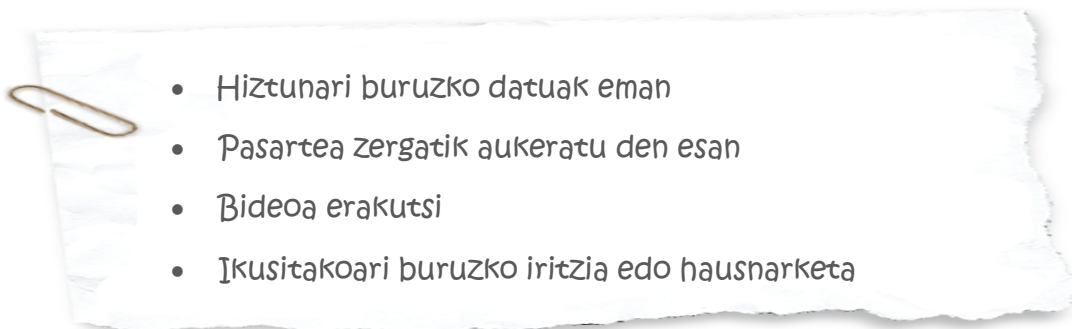 • Hiztunari buruzko datuak eman
• Pasartea zergatik aukeratu den esan
• Bideoa erakutsi
• Ikusitakoari buruzko iritzia edo hausnarketa